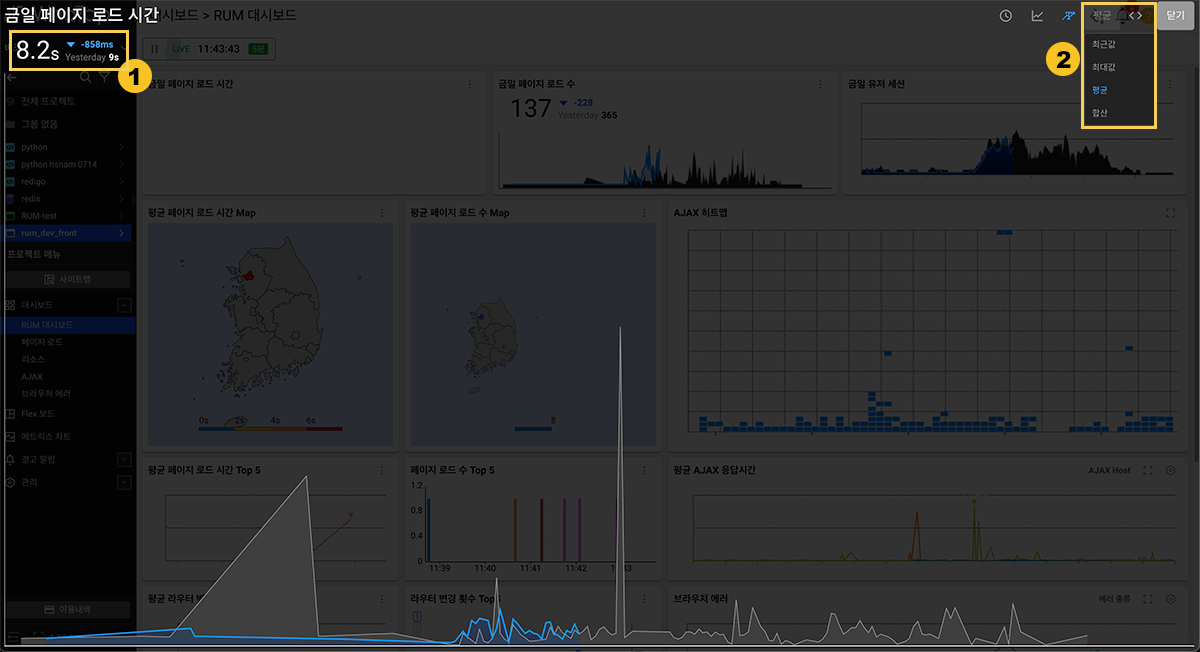 금일 페이지 로드 시간
대시보드 > RUM 대시보드
평균
닫기
8.2s
-858ms
Yesterday 9s
LIVE
11:43:43
5분
1
2
최근값
최대값
평균
합산
전체 프로젝트
그룹 없음
python
python hsnam 0714
redigo
redis
RUM-test
rum_dev_front
프로젝트 메뉴
사이트맵
대시보드
RUM 대시보드
페이지 로드
리소스
AJAX
브라우저 에러
Flex 보드
메트릭스 차트
경고 알림
관리
이용내역
금일 페이지 로드 시간
금일 페이지 로드 수
137
-228
Yesterday 365
금일 유저 세션
평균 페이지 로드 시간 Map
0s
2s
4s
6s
평균 페이지 로드 수 Map
8
AJAX 히트맵
평균 페이지 로드 시간 Top 5
페이지 로드 수 Top 5
1.2
0.8
0.4
0
11:39
11:40
11:41
11:42
평균 AJAX 응답시간
AJAX Host
평균 라우터
라우터 변경 횟수 Top 5
1
브라우저 에러
에러 종류